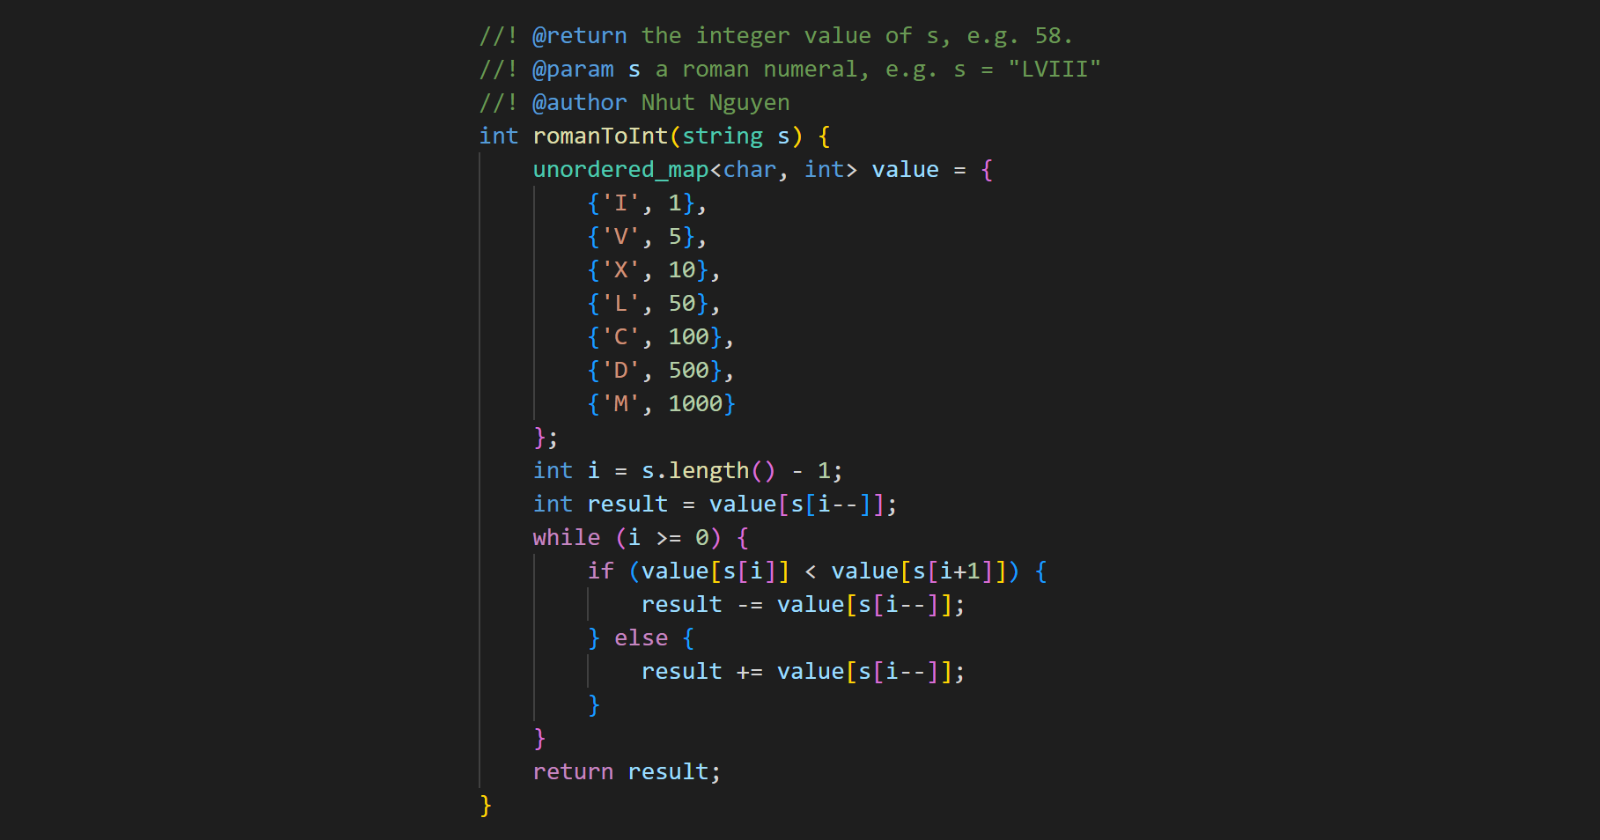 //! @return the integer value of s, e.g. 58.
//! @param s a roman numeral, e.g. s = "LVIII"
//! @author Nhut Nguyen
int romanToInt(string s) {
    unordered_map<char, int> value = {
        {'I', 1},
        {'V', 5},
        {'X', 10},
        {'L', 50},
        {'C', 100},
        {'D', 500},
        {'M', 1000}
    };
    int i = s.length() - 1;
    int result = value[s[i--]];
    while (i >= 0) {
        if (value[s[i]] < value[s[i+1]]) {
            result -= value[s[i--]];
        } else {
            result += value[s[i--]];
        }
    }
    return result;
}